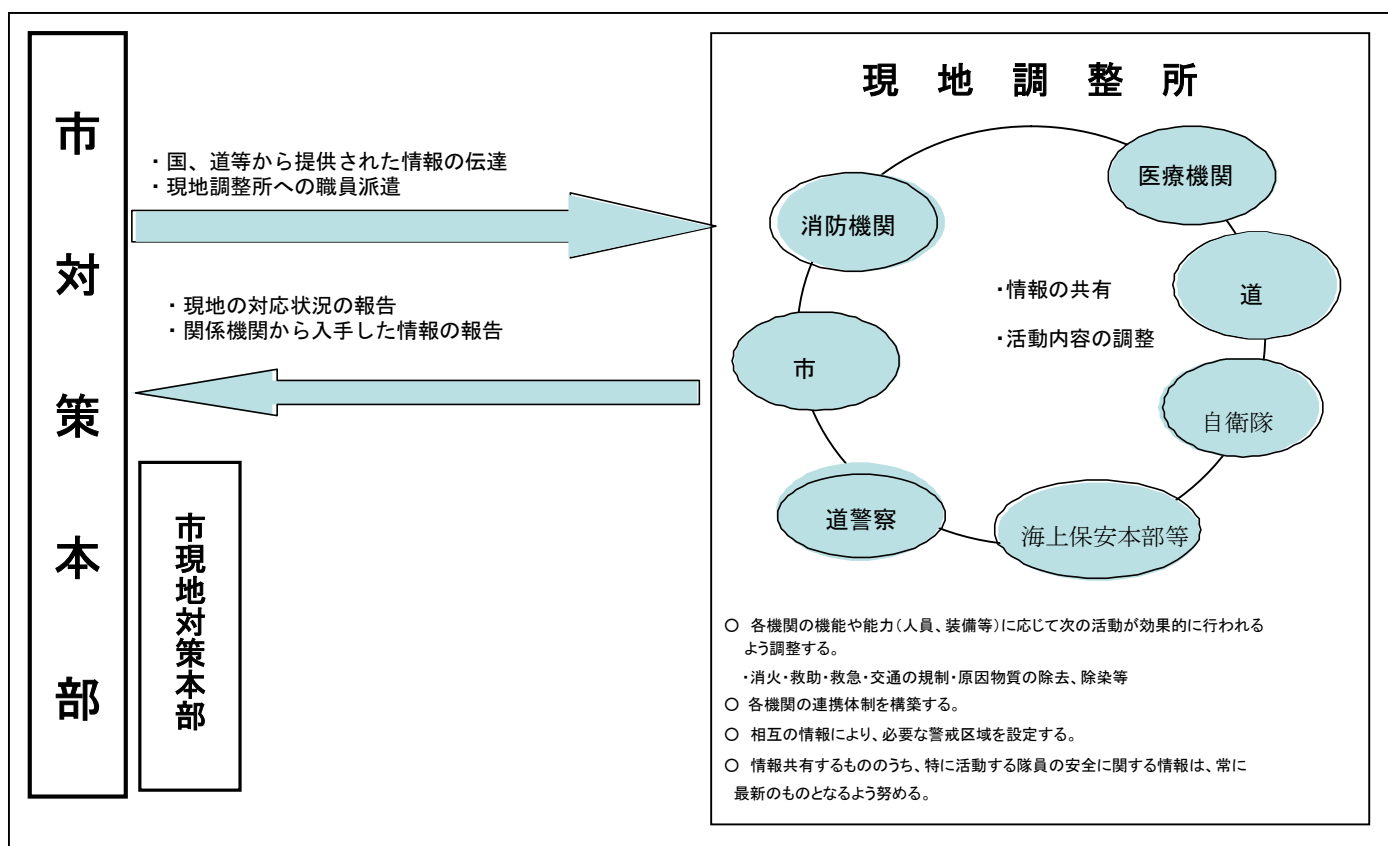 市対策本部
市現地対策本部
・国、道等から提供された情報の伝達
・現地調整所への職員派遣
・現地の対応状況の報告
・関係機関から入手した情報の報告
現地調整所
医療機関
消防機関
道
・情報の共有
・活動内容の調整
市
自衛隊
道警察
海上保安本部等
○ 各機関の機能や能力(人員、装備等)に応じて次の活動が効果的に行われる
よう調整する。
・消火・救助・救急・交通の規制・原因物質の除去、除染等
○ 各機関の連携体制を構築する。
○ 相互の情報により、必要な警戒区域を設定する。
○ 情報共有するもののうち、特に活動する隊員の安全に関する情報は、常に
最新のものとなるよう努める。